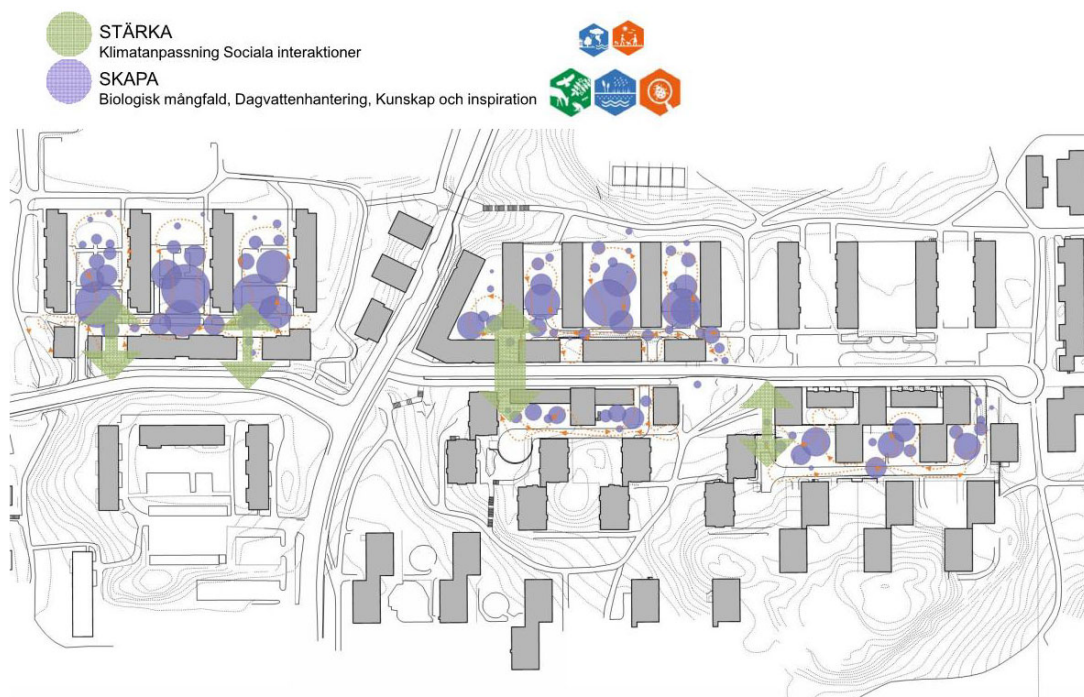 STÄRKA
Klimatanpassning Sociala interaktioner
SKAPA
Biologisk mångfald, Dagvattenhantering, Kunskap och inspiration